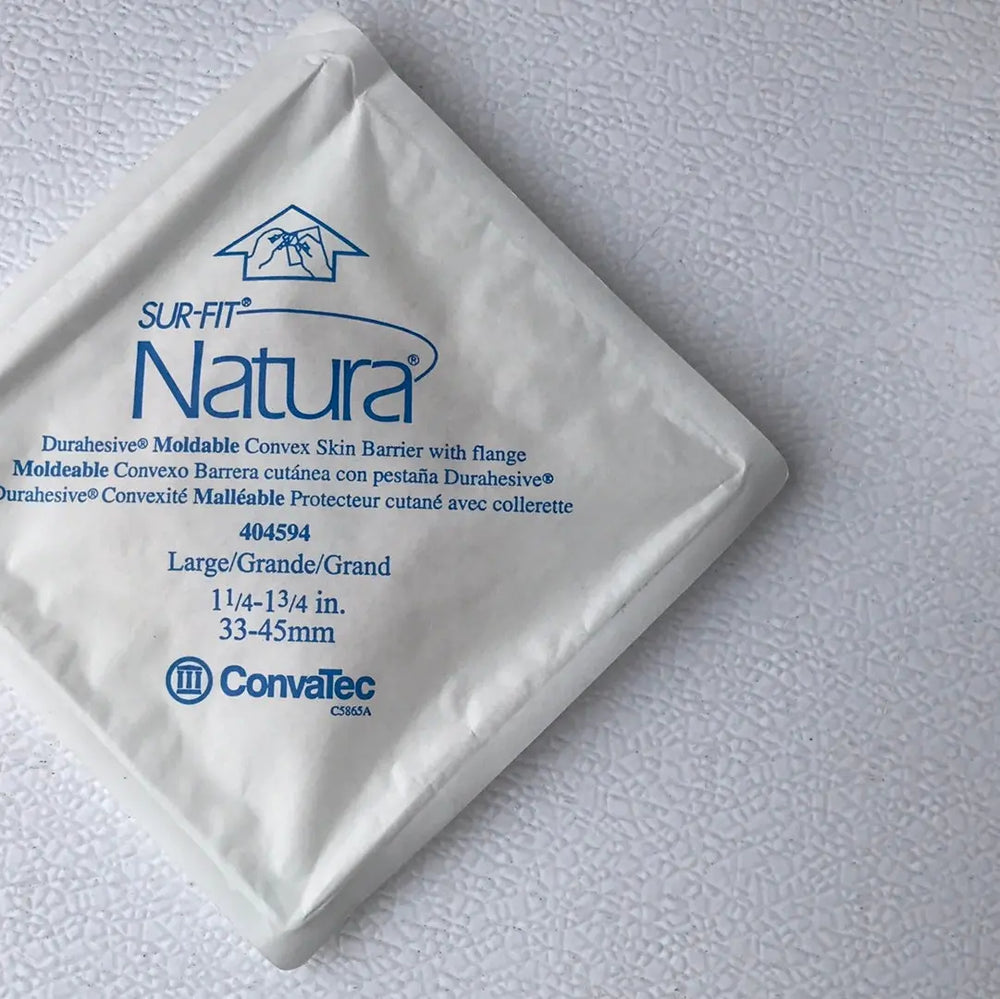 SUR-FIT®
Natura®
Durahesive® Moldable Convex Skin Barrier with flange
Moldeable Convexo Barrera cutánea con pestaña Durahesive®
Durahesive® Convexité Malléable Protecteur cutané avec collerette
404594
Large/Grande/Grand
1 1/4-1 3/4 in.
33-45mm
ConvaTec
C5865A